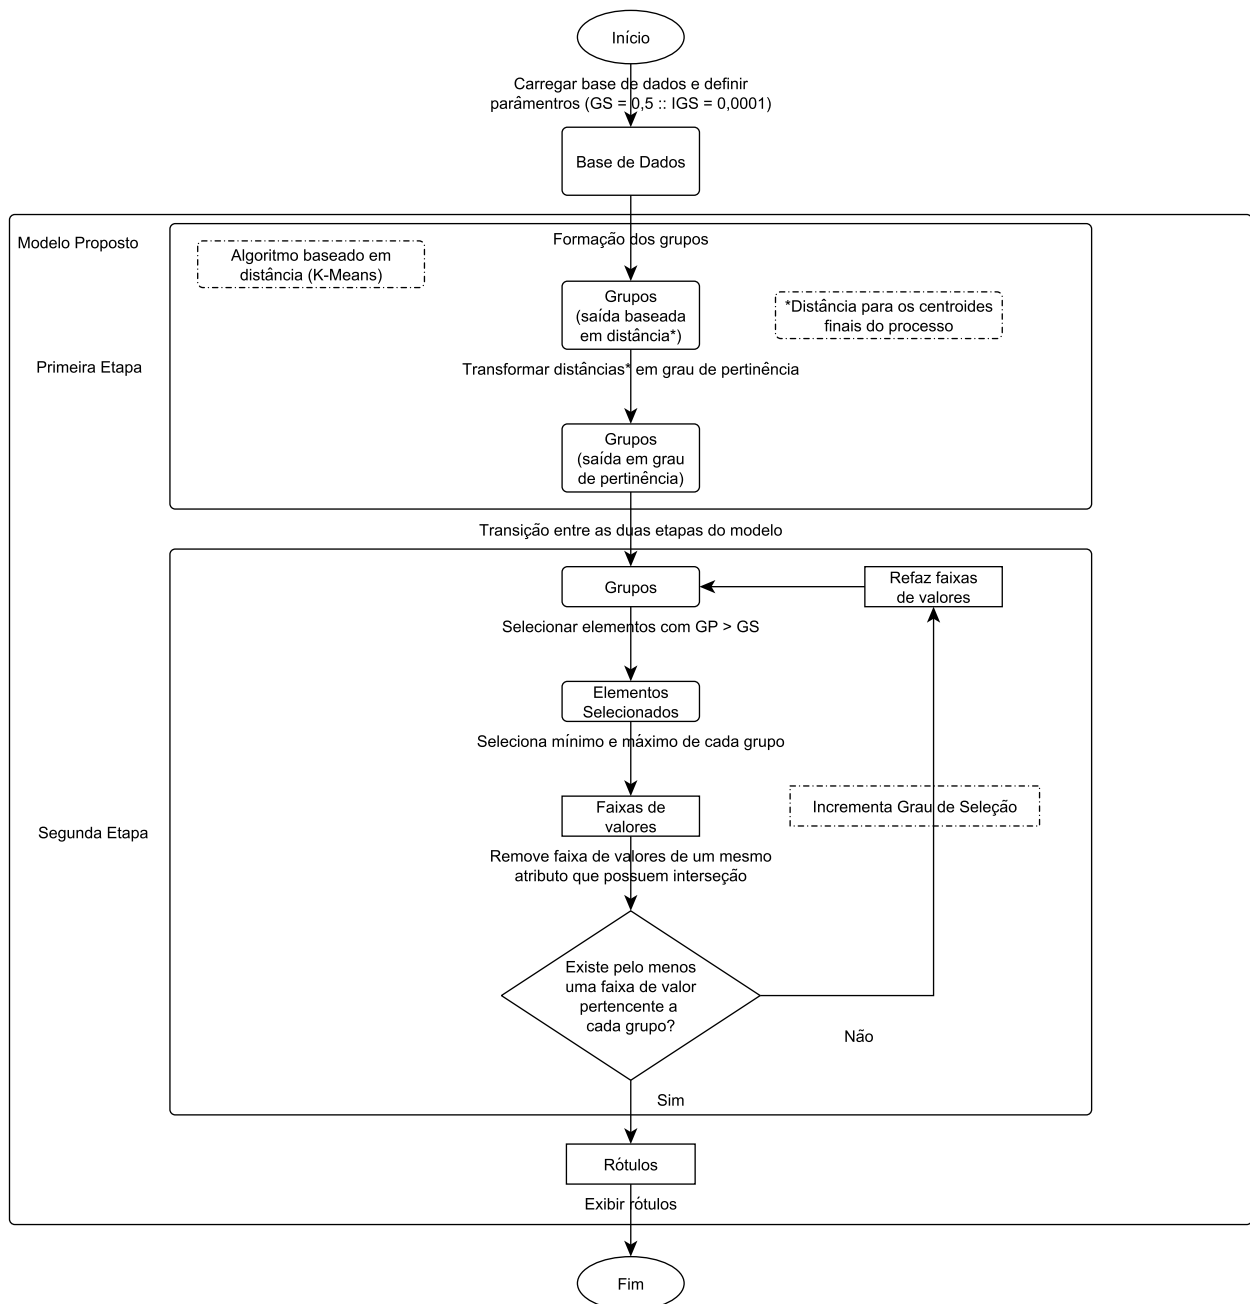 Início
Carregar base de dados e definir
parâmentros (GS = 0,5 :: IGS = 0,0001)
Base de Dados
Modelo Proposto
Formação dos grupos
Algoritmo baseado em
distância (K-Means)
Grupos
(saída baseada
em distância*)
*Distância para os centroides
finais do processo
Primeira Etapa
Transformar distâncias* em grau de pertinência
Grupos
(saída em grau
de pertinência)
Transição entre as duas etapas do modelo
Grupos
Refaz faixas
de valores
Selecionar elementos com GP > GS
Elementos
Selecionados
Seleciona mínimo e máximo de cada grupo
Faixas de
valores
Incrementa Grau de Seleção
Segunda Etapa
Remove faixa de valores de um mesmo
atributo que possuem interseção
Existe pelo menos
uma faixa de valor
pertencente a
cada grupo?
Não
Sim
Rótulos
Exibir rótulos
Fim